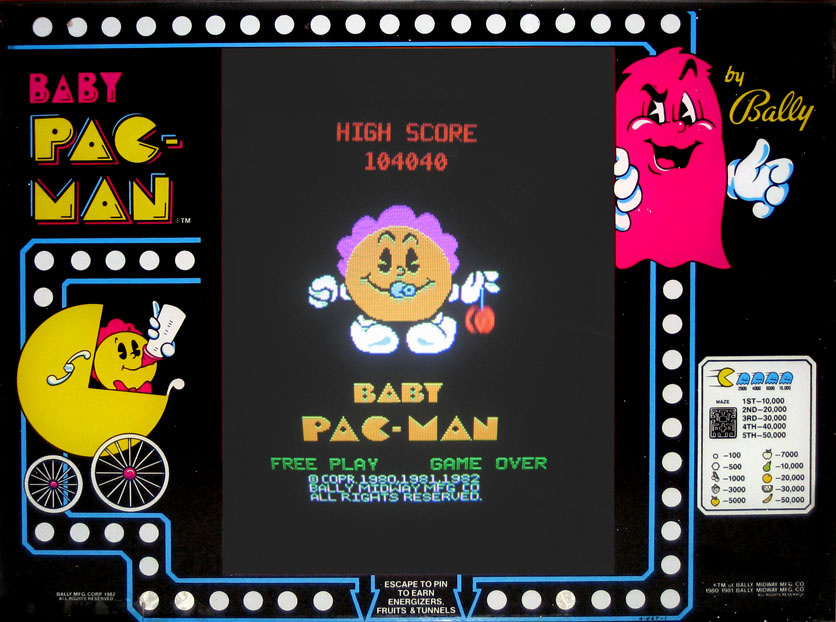 BABY
PAC-
MAN
TM
by
Bally
HIGH SCORE
104040
BABY
PAC-MAN
FREE PLAY GAME OVER
© COPR. 1980,1981,1982
BALLY MIDWAY MFG CO
ALL RIGHTS RESERVED.
MAZE
1ST–10,000
2ND–20,000
3RD–30,000
4TH–40,000
5TH–50,000
–100 –7000
–500 –10,000
–1000 –20,000
–3000 –30,000
–5000 –50,000
BALLY MFG. CORP. 1982
ALL RIGHTS RESERVED
ESCAPE TO PIN
TO EARN
ENERGIZERS,
FRUITS & TUNNELS
*TM of BALLY MIDWAY MFG. CO.
1980 1981 BALLY MIDWAY MFG. CO.
ALL RIGHTS RESERVED